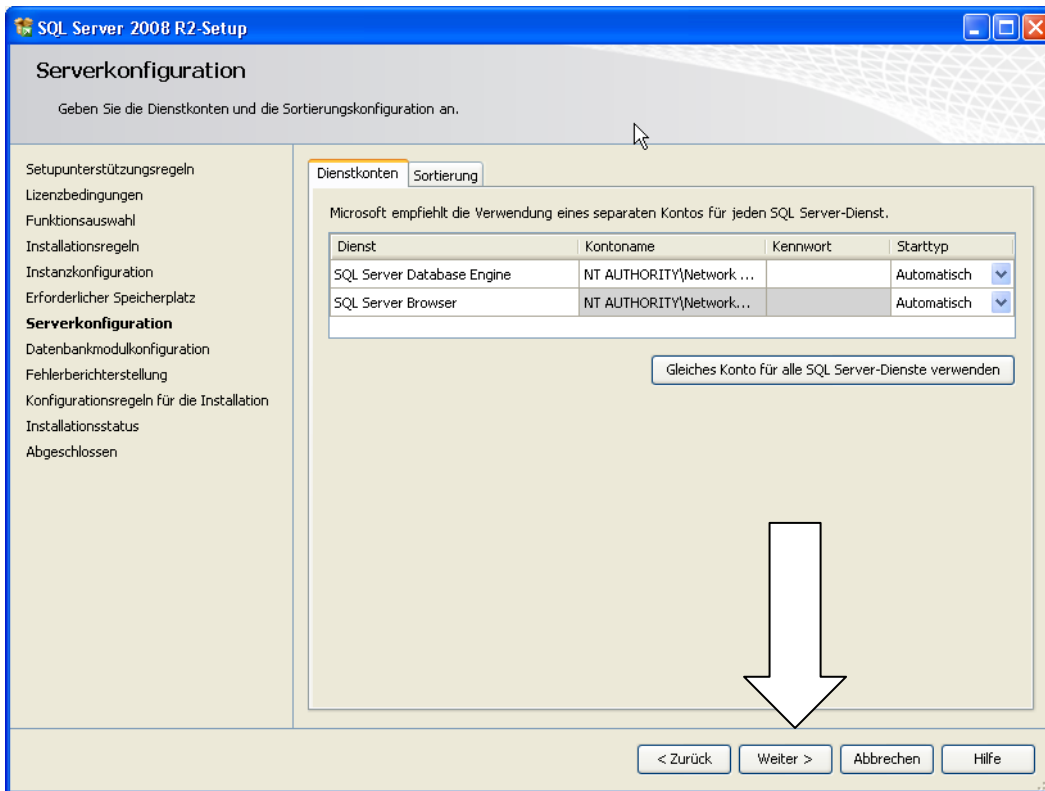 SQL Server 2008 R2-Setup
Serverkonfiguration
Geben Sie die Dienstkonten und die Sortierungskonfiguration an.
Setupunterstützungsregeln
Lizenzbedingungen
Funktionsauswahl
Installationsregeln
Instanzkonfiguration
Erforderlicher Speicherplatz
Serverkonfiguration
Datenbankmodulkonfiguration
Fehlerberichterstellung
Konfigurationsregeln für die Installation
Installationsstatus
Abgeschlossen
Dienstkonten Sortierung
Microsoft empfiehlt die Verwendung eines separaten Kontos für jeden SQL Server-Dienst.
Dienst Kontoname Kennwort Starttyp
SQL Server Database Engine NT AUTHORITY\Network ... Automatisch
SQL Server Browser NT AUTHORITY\Network... Automatisch
Gleiches Konto für alle SQL Server-Dienste verwenden
< Zurück Weiter > Abbrechen Hilfe